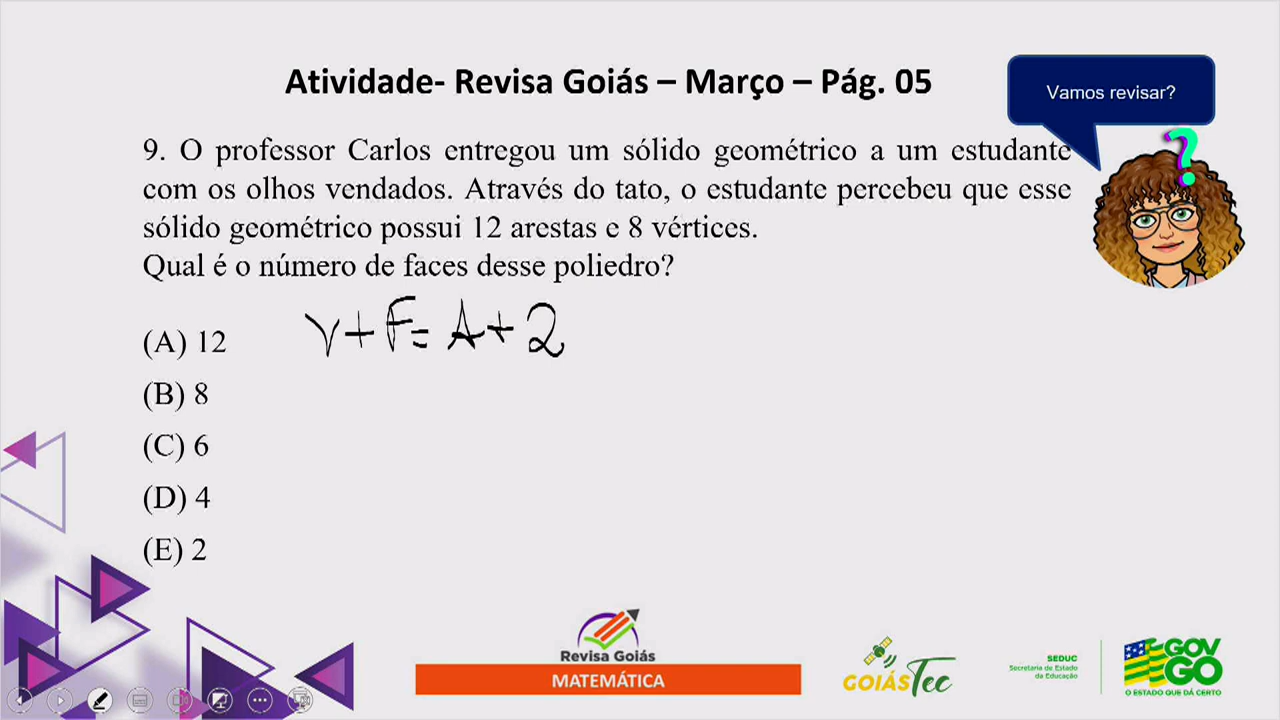 Atividade- Revisa Goiás – Março – Pág. 05
Vamos revisar?
9. O professor Carlos entregou um sólido geométrico a um estudante
com os olhos vendados. Através do tato, o estudante percebeu que esse
sólido geométrico possui 12 arestas e 8 vértices.
Qual é o número de faces desse poliedro?
V+F=A+2
(A) 12
(B) 8
(C) 6
(D) 4
(E) 2
Revisa Goiás
MATEMÁTICA
GOIÁS Tec
SEDUC
Secretaria de Estado
da Educação
GOV
GO
O ESTADO QUE DÁ CERTO